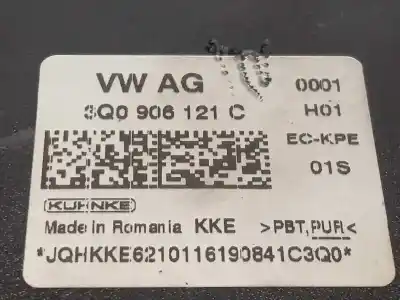 VW AG 0001
3Q0 906 121 C H01
EC-KPE
01S
KUHNKE
Made in Romania KKE >PBT,PUR<
*JQHKKE6210116190841C3Q0*